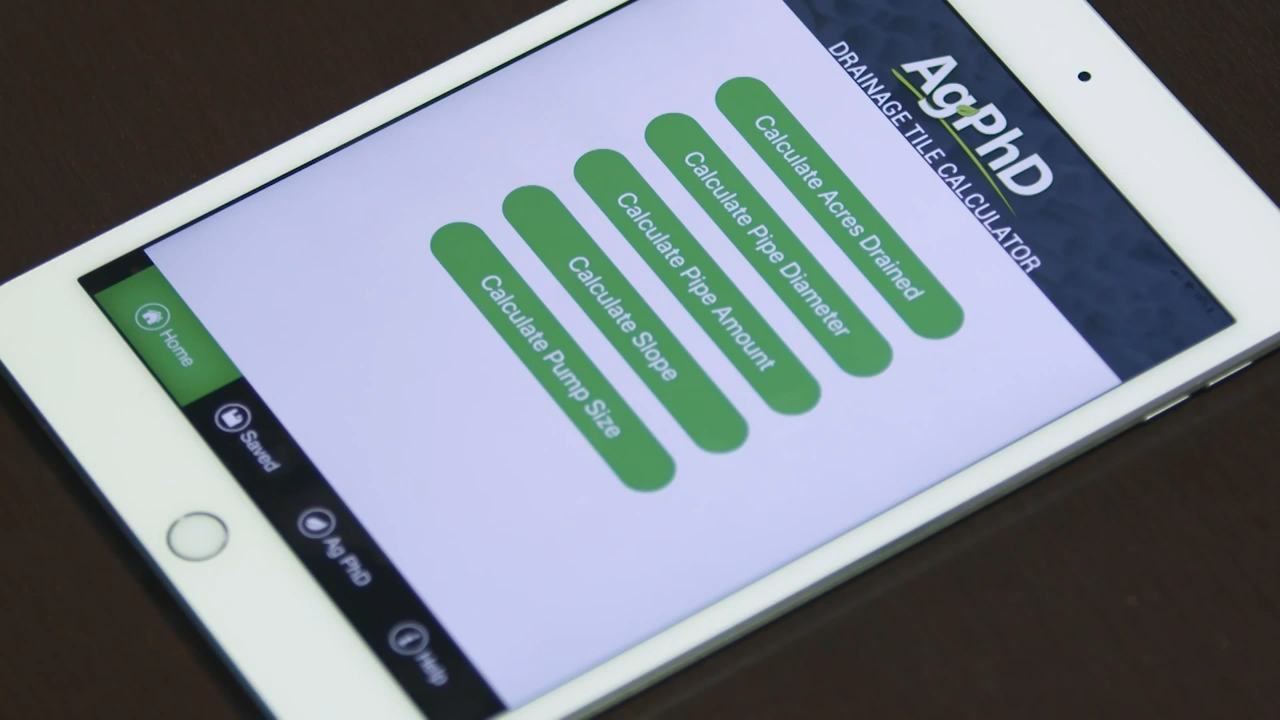 AgPhD
DRAINAGE TILE CALCULATOR
Calculate Acres Drained
Calculate Pipe Diameter
Calculate Pipe Amount
Calculate Slope
Calculate Pump Size
Home
Saved
Ag PhD
Help